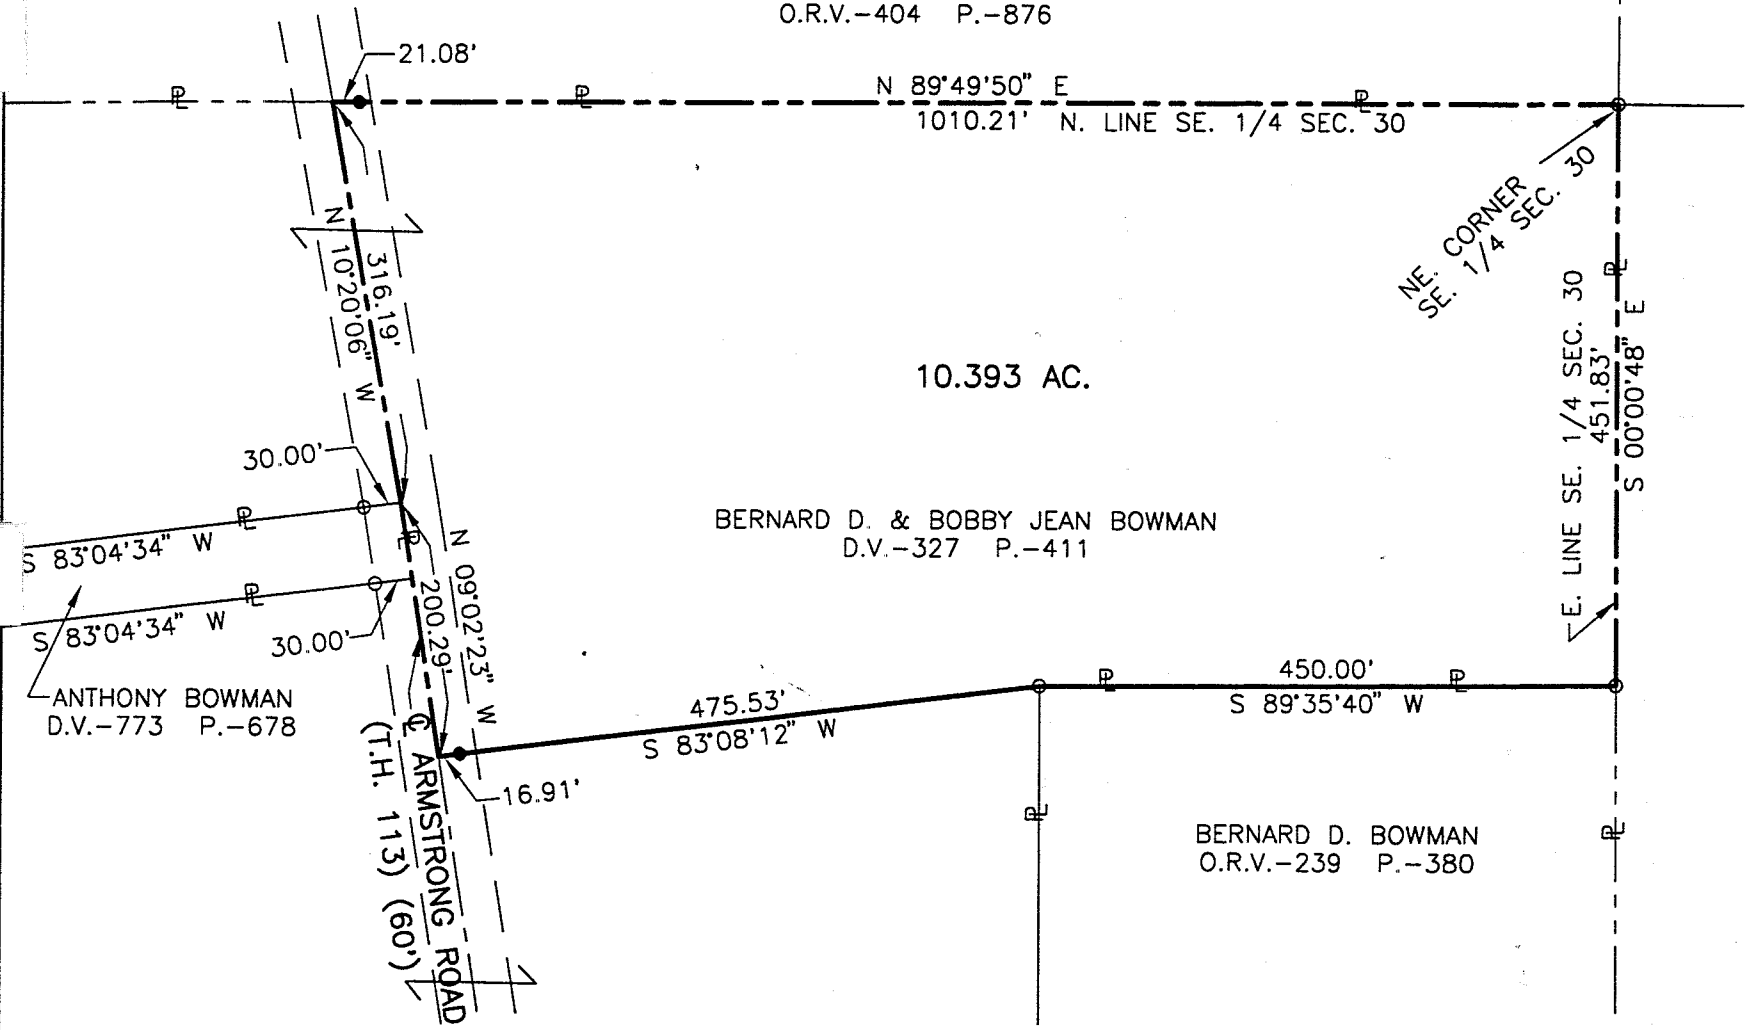 O.R.V.-404 P.-876
21.08'
N 89°49'50" E
1010.21' N. LINE SE. 1/4 SEC. 30
NE. CORNER
SE. 1/4 SEC. 30
316.19'
N 10°20'06" W
10.393 AC.
E. LINE SE. 1/4 SEC. 30
451.83'
S 00°00'48" E
30.00'
S 83°04'34" W
BERNARD D. & BOBBY JEAN BOWMAN
D.V.-327 P.-411
N 09°02'23" W
200.29'
S 83°04'34" W
30.00'
ANTHONY BOWMAN
D.V.-773 P.-678
475.53'
S 83°08'12" W
450.00'
S 89°35'40" W
16.91'
℄ ARMSTRONG ROAD
(T.H. 113) (60')
BERNARD D. BOWMAN
O.R.V.-239 P.-380